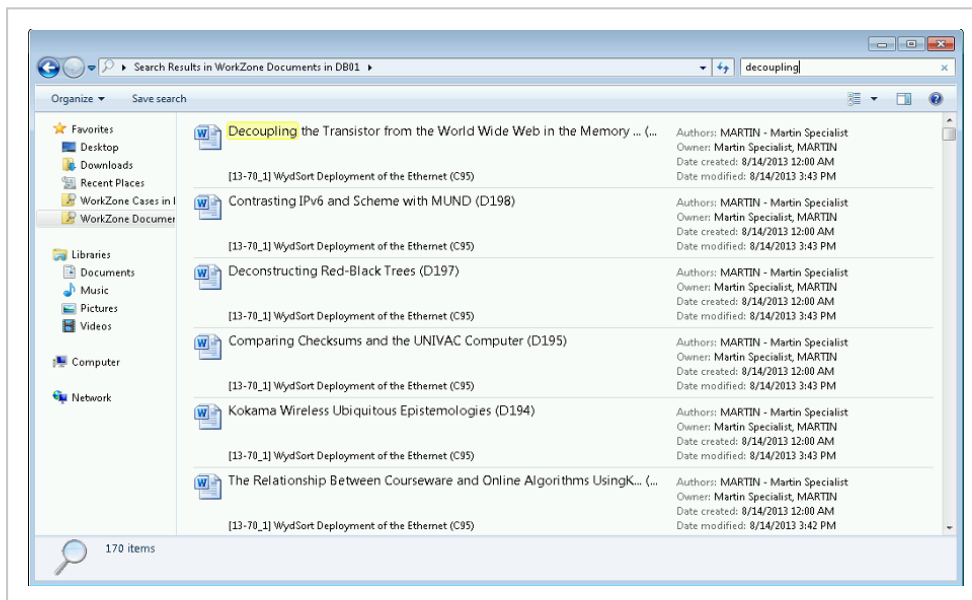 Search Results in WorkZone Documents in DB01
decoupling
Organize
Save search
Favorites
Desktop
Downloads
Recent Places
WorkZone Cases in
WorkZone Documen
Libraries
Documents
Music
Pictures
Videos
Computer
Network
Decoupling the Transistor from the World Wide Web in the Memory ... (...
Authors: MARTIN - Martin Specialist
Owner: Martin Specialist, MARTIN
Date created: 8/14/2013 12:00 AM
[13-70_1] WydSort Deployment of the Ethernet (C95)
Date modified: 8/14/2013 3:43 PM
Contrasting IPv6 and Scheme with MUND (D198)
Authors: MARTIN - Martin Specialist
Owner: Martin Specialist, MARTIN
Date created: 8/14/2013 12:00 AM
[13-70_1] WydSort Deployment of the Ethernet (C95)
Date modified: 8/14/2013 3:43 PM
Deconstructing Red-Black Trees (D197)
Authors: MARTIN - Martin Specialist
Owner: Martin Specialist, MARTIN
Date created: 8/14/2013 12:00 AM
[13-70_1] WydSort Deployment of the Ethernet (C95)
Date modified: 8/14/2013 3:43 PM
Comparing Checksums and the UNIVAC Computer (D195)
Authors: MARTIN - Martin Specialist
Owner: Martin Specialist, MARTIN
Date created: 8/14/2013 12:00 AM
[13-70_1] WydSort Deployment of the Ethernet (C95)
Date modified: 8/14/2013 3:43 PM
Kokama Wireless Ubiquitous Epistemologies (D194)
Authors: MARTIN - Martin Specialist
Owner: Martin Specialist, MARTIN
Date created: 8/14/2013 12:00 AM
[13-70_1] WydSort Deployment of the Ethernet (C95)
Date modified: 8/14/2013 3:43 PM
The Relationship Between Courseware and Online Algorithms UsingK... (...
Authors: MARTIN - Martin Specialist
Owner: Martin Specialist, MARTIN
Date created: 8/14/2013 12:00 AM
[13-70_1] WydSort Deployment of the Ethernet (C95)
Date modified: 8/14/2013 3:42 PM
170 items